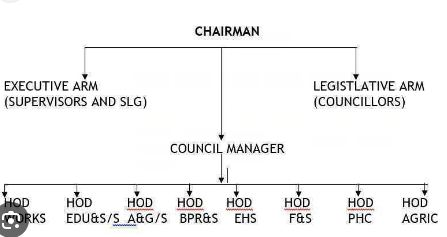 CHAIRMAN
EXECUTIVE ARM
(SUPERVISORS AND SLG)
LEGISTLATIVE ARM
(COUNCILLORS)
COUNCIL MANAGER
HOD HOD HOD HOD HOD HOD HOD HOD
EDU&S/S A&G/S BPR&S EHS F&S PHC AGRIC